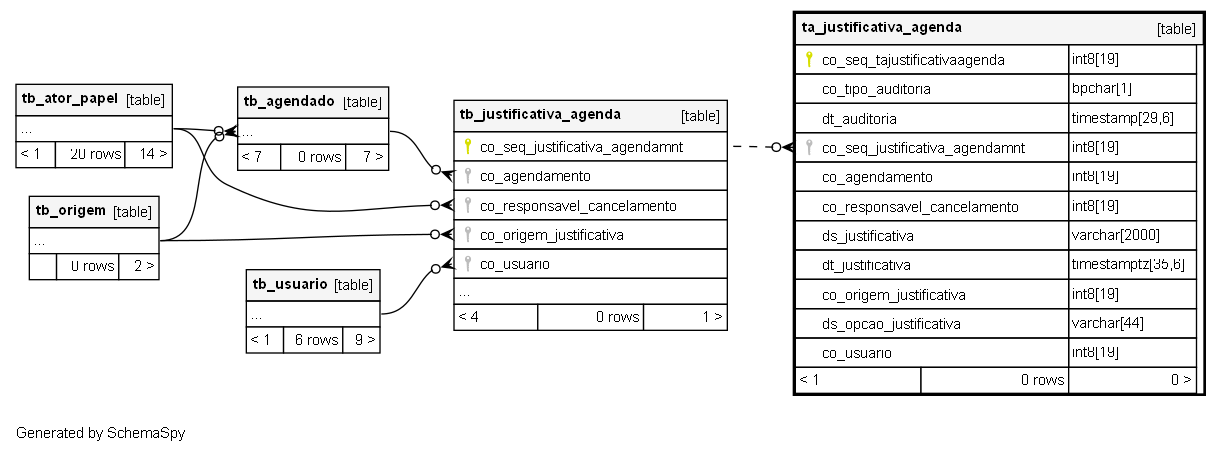 tb_ator_papel [table]
...
< 1 20 rows 14 >
tb_origem [table]
...
0 rows 2 >
tb_agendado [table]
...
< 7 0 rows 7 >
tb_usuario [table]
...
< 1 6 rows 9 >
tb_justificativa_agenda [table]
co_seq_justificativa_agendamnt
co_agendamento
co_responsavel_cancelamento
co_origem_justificativa
co_usuario
...
< 4 0 rows 1 >
ta_justificativa_agenda [table]
co_seq_tajustificativaagenda int8[19]
co_tipo_auditoria bpchar[1]
dt_auditoria timestamp[29,6]
co_seq_justificativa_agendamnt int8[19]
co_agendamento int8[19]
co_responsavel_cancelamento int8[19]
ds_justificativa varchar[2000]
dt_justificativa timestamptz[35,6]
co_origem_justificativa int8[19]
ds_opcao_justificativa varchar[44]
co_usuario int8[19]
< 1 0 rows 0 >
Generated by SchemaSpy